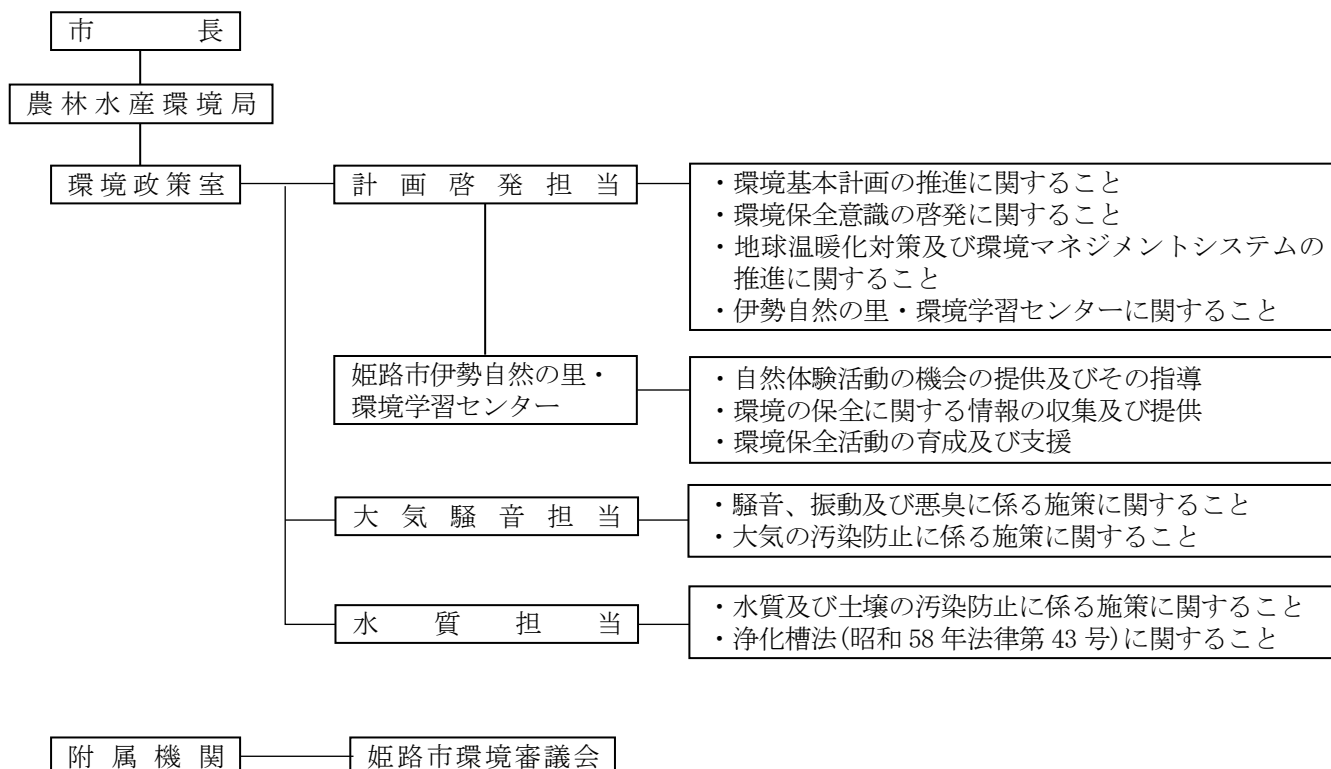 市長
農林水産環境局
環境政策室
計画啓発担当
・環境基本計画の推進に関すること
・環境保全意識の啓発に関すること
・地球温暖化対策及び環境マネジメントシステムの
推進に関すること
・伊勢自然の里・環境学習センターに関すること
姫路市伊勢自然の里・
環境学習センター
・自然体験活動の機会の提供及びその指導
・環境の保全に関する情報の収集及び提供
・環境保全活動の育成及び支援
大気騒音担当
・騒音、振動及び悪臭に係る施策に関すること
・大気の汚染防止に係る施策に関すること
水質担当
・水質及び土壌の汚染防止に係る施策に関すること
・浄化槽法(昭和 58 年法律第 43 号)に関すること
附属機関
姫路市環境審議会